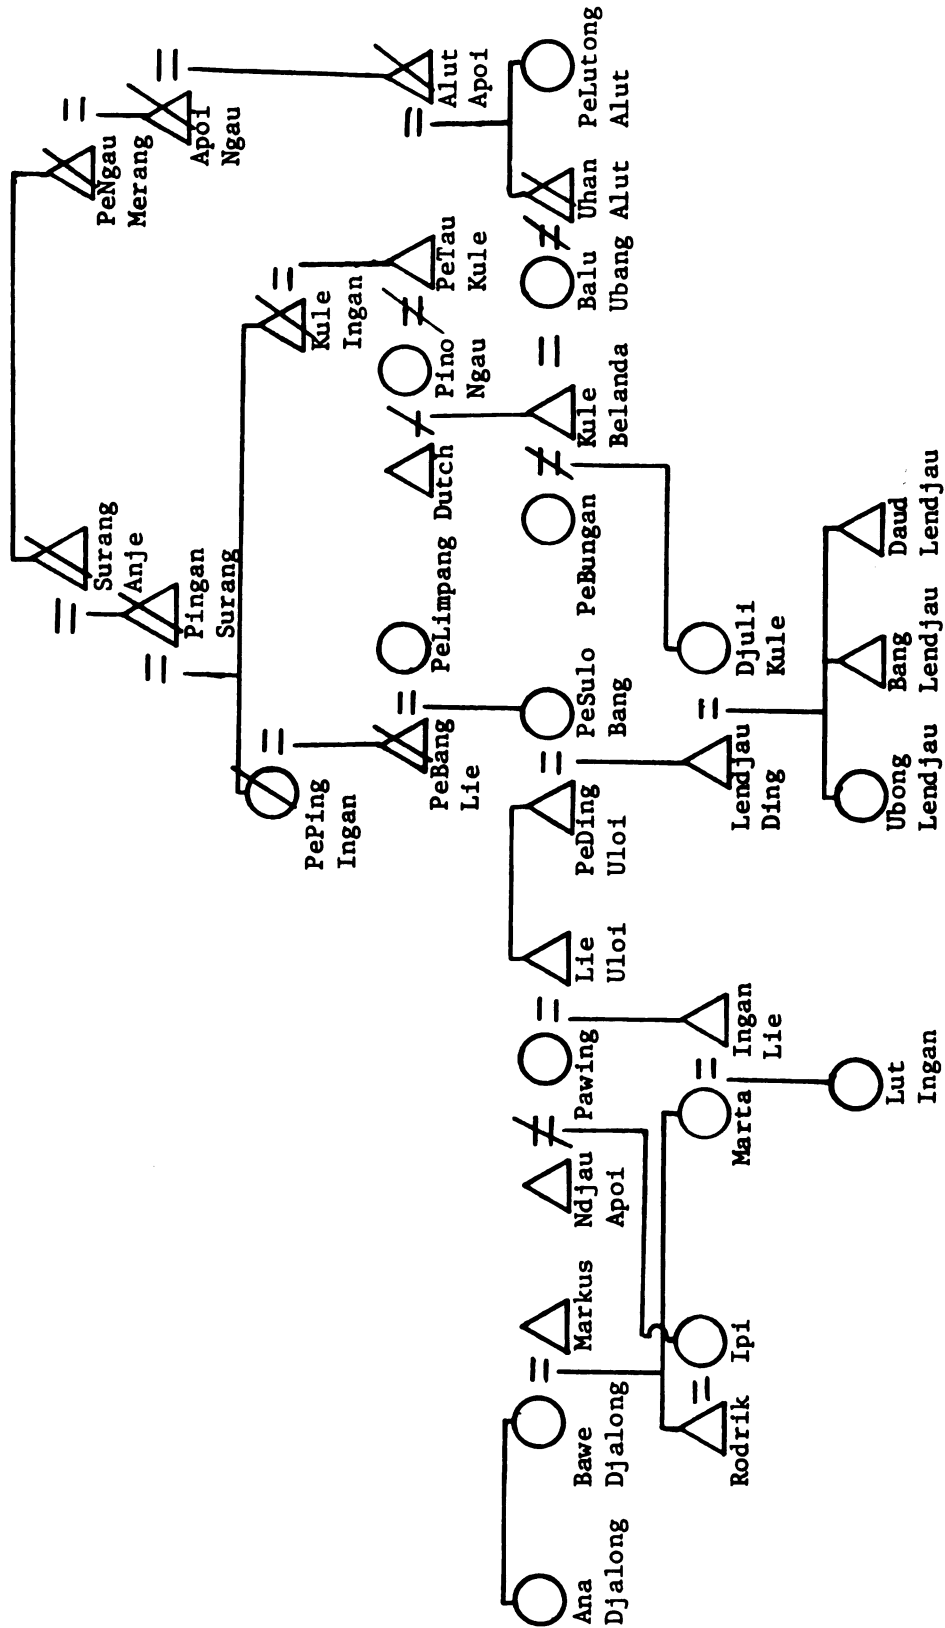 PeNgau
Merang
Surang
Anje
Apoi
Ngau
Pingan
Surang
Kule
Ingan
PePing
Ingan
Alut
Apoi
PeTau
Kule
Pino
Ngau
Dutch
PeLimpang
PeBang
Lie
PeLutong
Alut
Uhan
Alut
Balu
Ubang
Kule
Belanda
PeBungan
PeSulo
Bang
PeDing
Uloi
Lie
Uloi
Pawing
Ndjau
Apoi
Markus
Bawe
Djalong
Ana
Djalong
Djuli
Kule
Lendjau
Ding
Ingan
Lie
Marta
Ipi
Rodrik
Daud
Lendjau
Bang
Lendjau
Ubong
Lendjau
Lut
Ingan